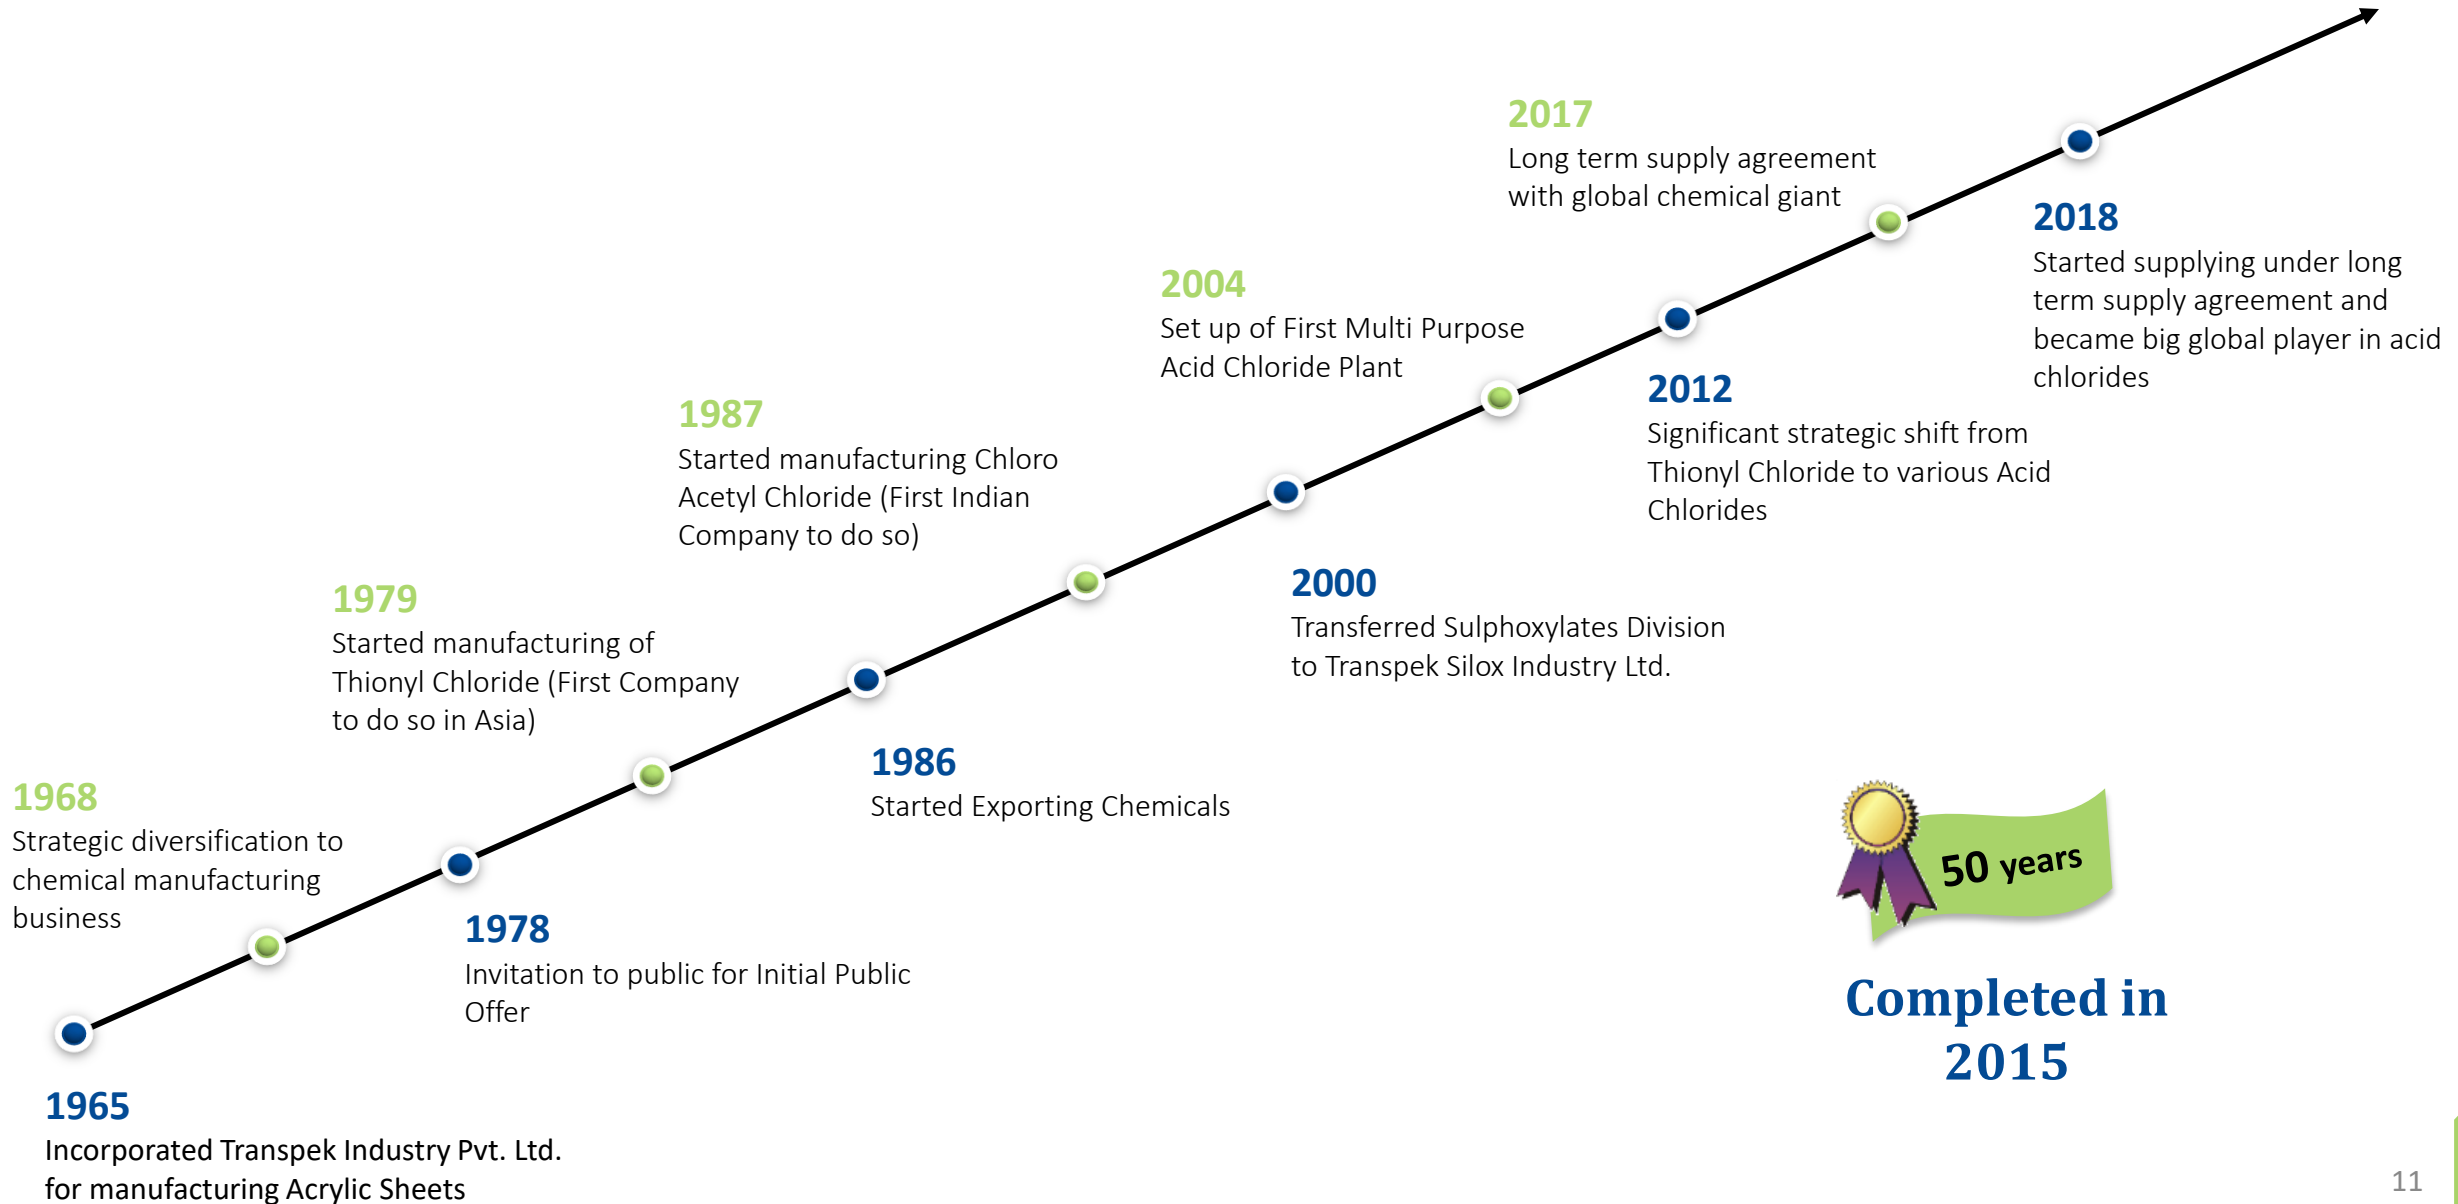 2017
Long term supply agreement
with global chemical giant
2018
Started supplying under long
term supply agreement and
became big global player in acid
chlorides
2004
Set up of First Multi Purpose
Acid Chloride Plant
2012
Significant strategic shift from
Thionyl Chloride to various Acid
Chlorides
1987
Started manufacturing Chloro
Acetyl Chloride (First Indian
Company to do so)
2000
Transferred Sulphoxylates Division
to Transpek Silox Industry Ltd.
1979
Started manufacturing of
Thionyl Chloride (First Company
to do so in Asia)
1986
Started Exporting Chemicals
1968
Strategic diversification to
chemical manufacturing
business
1978
Invitation to public for Initial Public
Offer
50 years
Completed in
2015
1965
Incorporated Transpek Industry Pvt. Ltd.
for manufacturing Acrylic Sheets
11